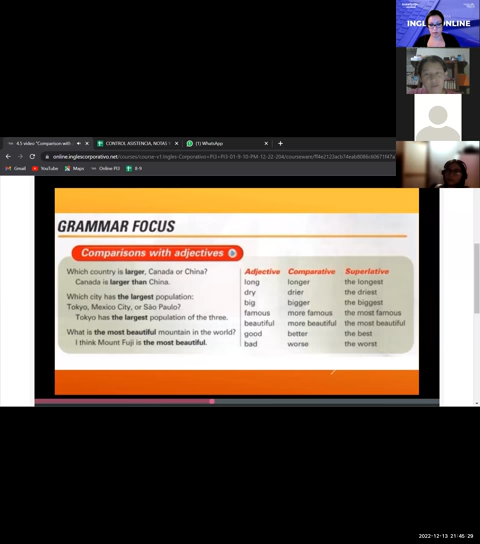 INGL ONLINE
4.5 video "Comparison with
CONTROL ASISTENCIA, NOTAS
(1) WhatsApp
Gmail
YouTube
Maps
Online PI3
8-9
GRAMMAR FOCUS
Comparisons with adjectives
Which country is larger, Canada or China?
Canada is larger than China.
Which city has the largest population:
Tokyo, Mexico City, or São Paulo?
Tokyo has the largest population of the three.
What is the most beautiful mountain in the world?
I think Mount Fuji is the most beautiful.
Adjective Comparative Superlative
long longer the longest
dry drier the driest
big bigger the biggest
famous more famous the most famous
beautiful more beautiful the most beautiful
good better the best
bad worse the worst
2022-12-13 21:45:29